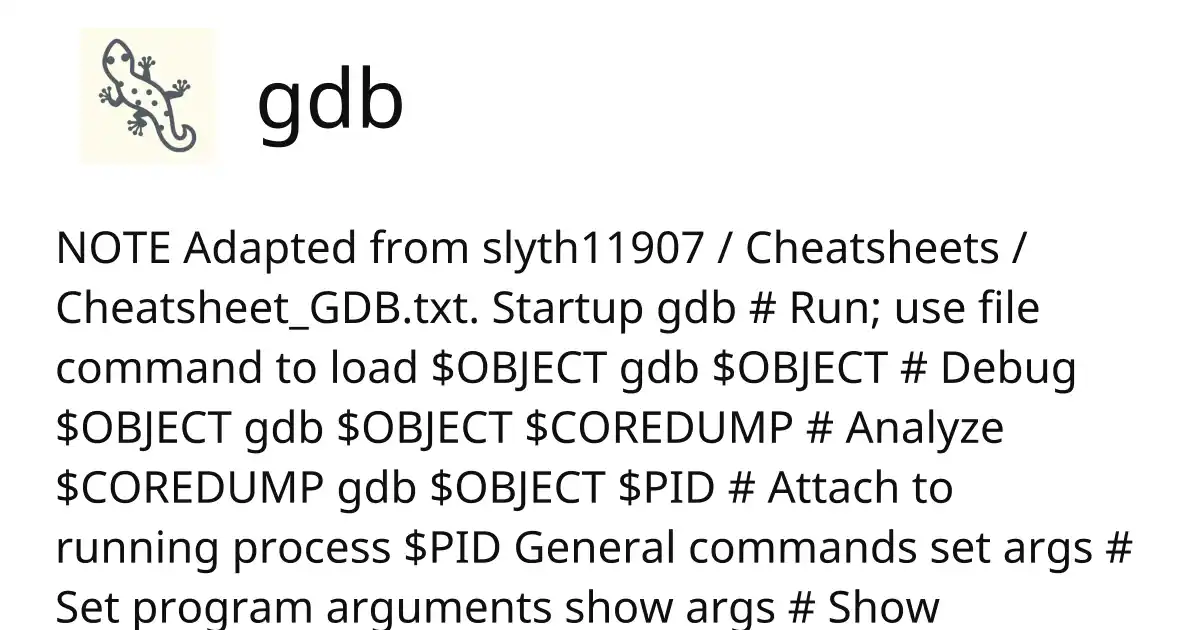 gdb
NOTE Adapted from slyth11907 / Cheatsheets /
Cheatsheet_GDB.txt. Startup gdb # Run; use file
command to load $OBJECT gdb $OBJECT # Debug
$OBJECT gdb $OBJECT $COREDUMP # Analyze
$COREDUMP gdb $OBJECT $PID # Attach to
running process $PID General commands set args #
Set program arguments show args # Show